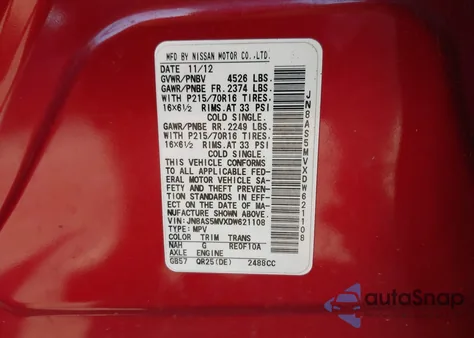 MFD BY NISSAN MOTOR CO.,LTD.
DATE 11/12
GVWR/PNBV 4526 LBS.
GAWR/PNBE FR. 2374 LBS.
WITH P215/70R16 TIRES.
16X6½ RIMS.AT 33 PSI
COLD SINGLE.
GAWR/PNBE RR. 2249 LBS.
WITH P215/70R16 TIRES.
16X6½ RIMS.AT 33 PSI
COLD SINGLE.
THIS VEHICLE CONFORMS
TO ALL APPLICABLE FED-
ERAL MOTOR VEHICLE SA-
FETY AND THEFT PREVEN-
TION STANDARDS IN EFF-
ECT ON THE DATE OF MA-
NUFACTURE SHOWN ABOVE.
VIN:JN8AS5MVXDW621108
TYPE: MPV
COLOR TRIM TRANS
NAH G RE0F10A
AXLE ENGINE
GB57 QR25(DE) 2488CC
JN8AS5MVXDW621108
autoSnap